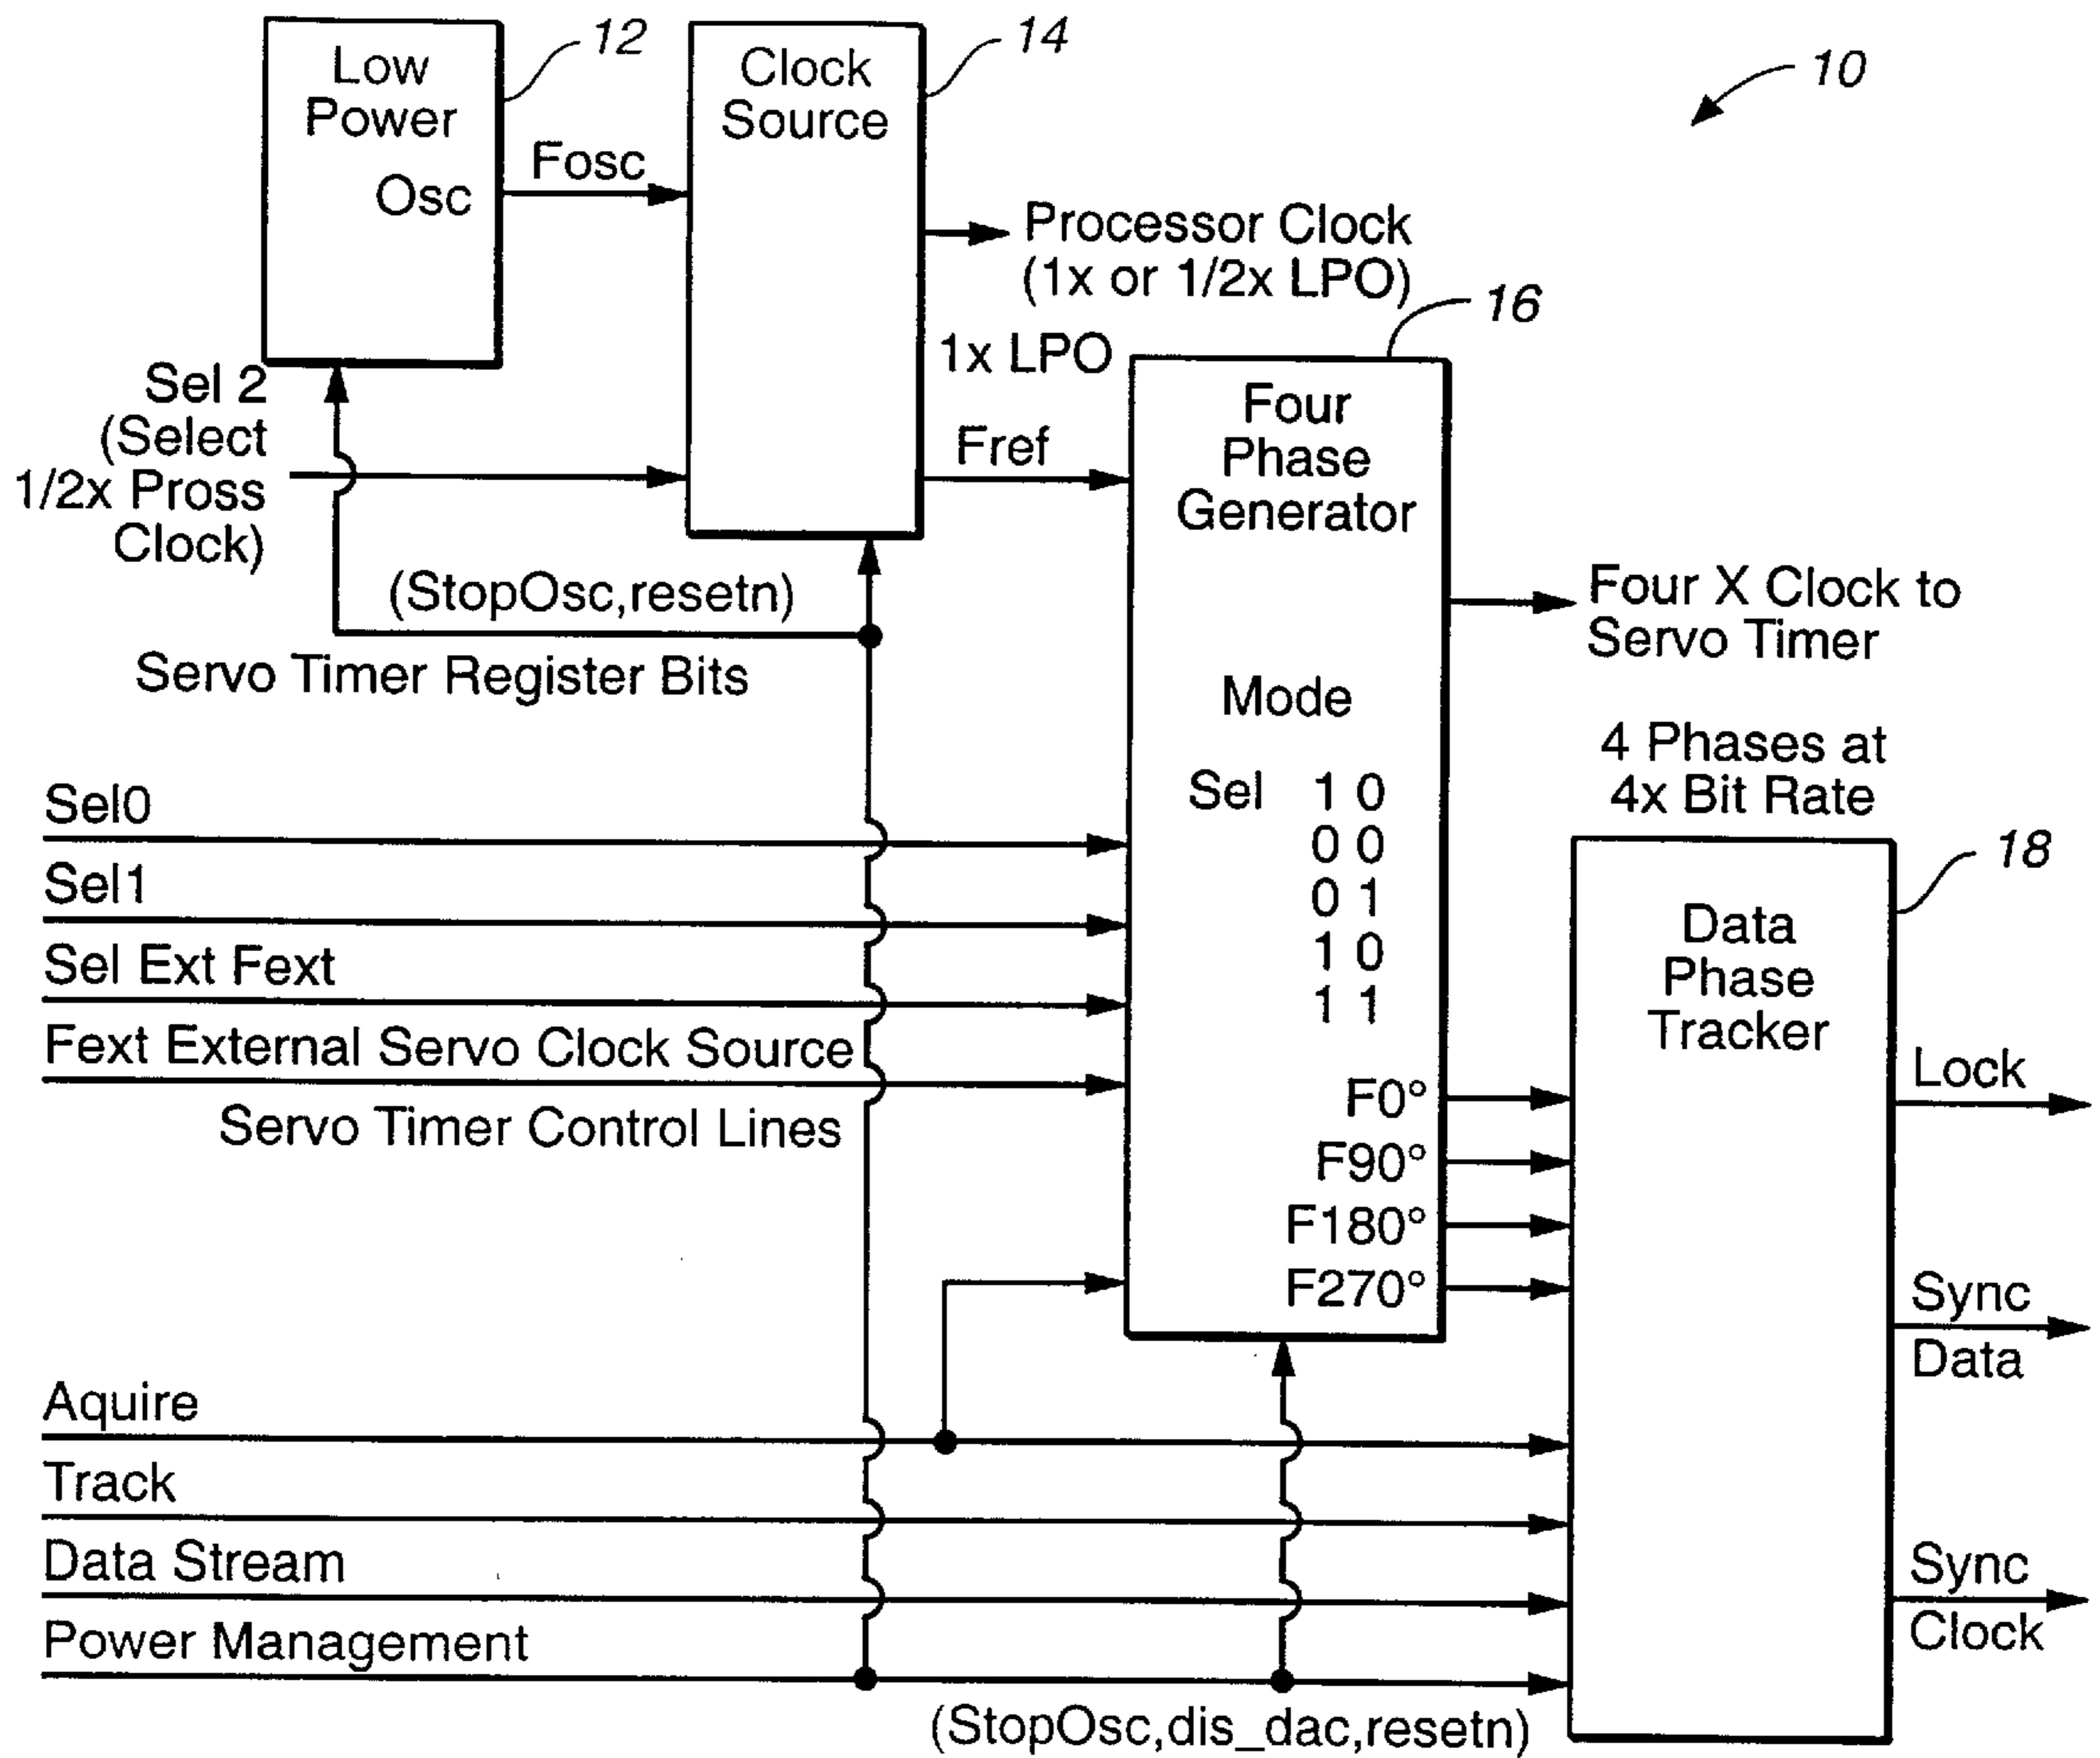 Low
Power
Osc
12
Fosc
Clock
Source
14
10
Processor Clock
(1x or 1/2x LPO)
Sel 2
(Select
1/2x Pross
Clock)
1x LPO
Fref
16
Four
Phase
Generator
(StopOsc,resetn)
Servo Timer Register Bits
Four X Clock to
Servo Timer
Mode
Sel 1 0
0 0
0 1
1 0
1 1
4 Phases at
4x Bit Rate
18
Sel0
Sel1
Sel Ext Fext
Fext External Servo Clock Source
Servo Timer Control Lines
Data
Phase
Tracker
F0°
F90°
F180°
F270°
Lock
Sync
Data
Sync
Clock
Aquire
Track
Data Stream
Power Management
(StopOsc,dis_dac,resetn)